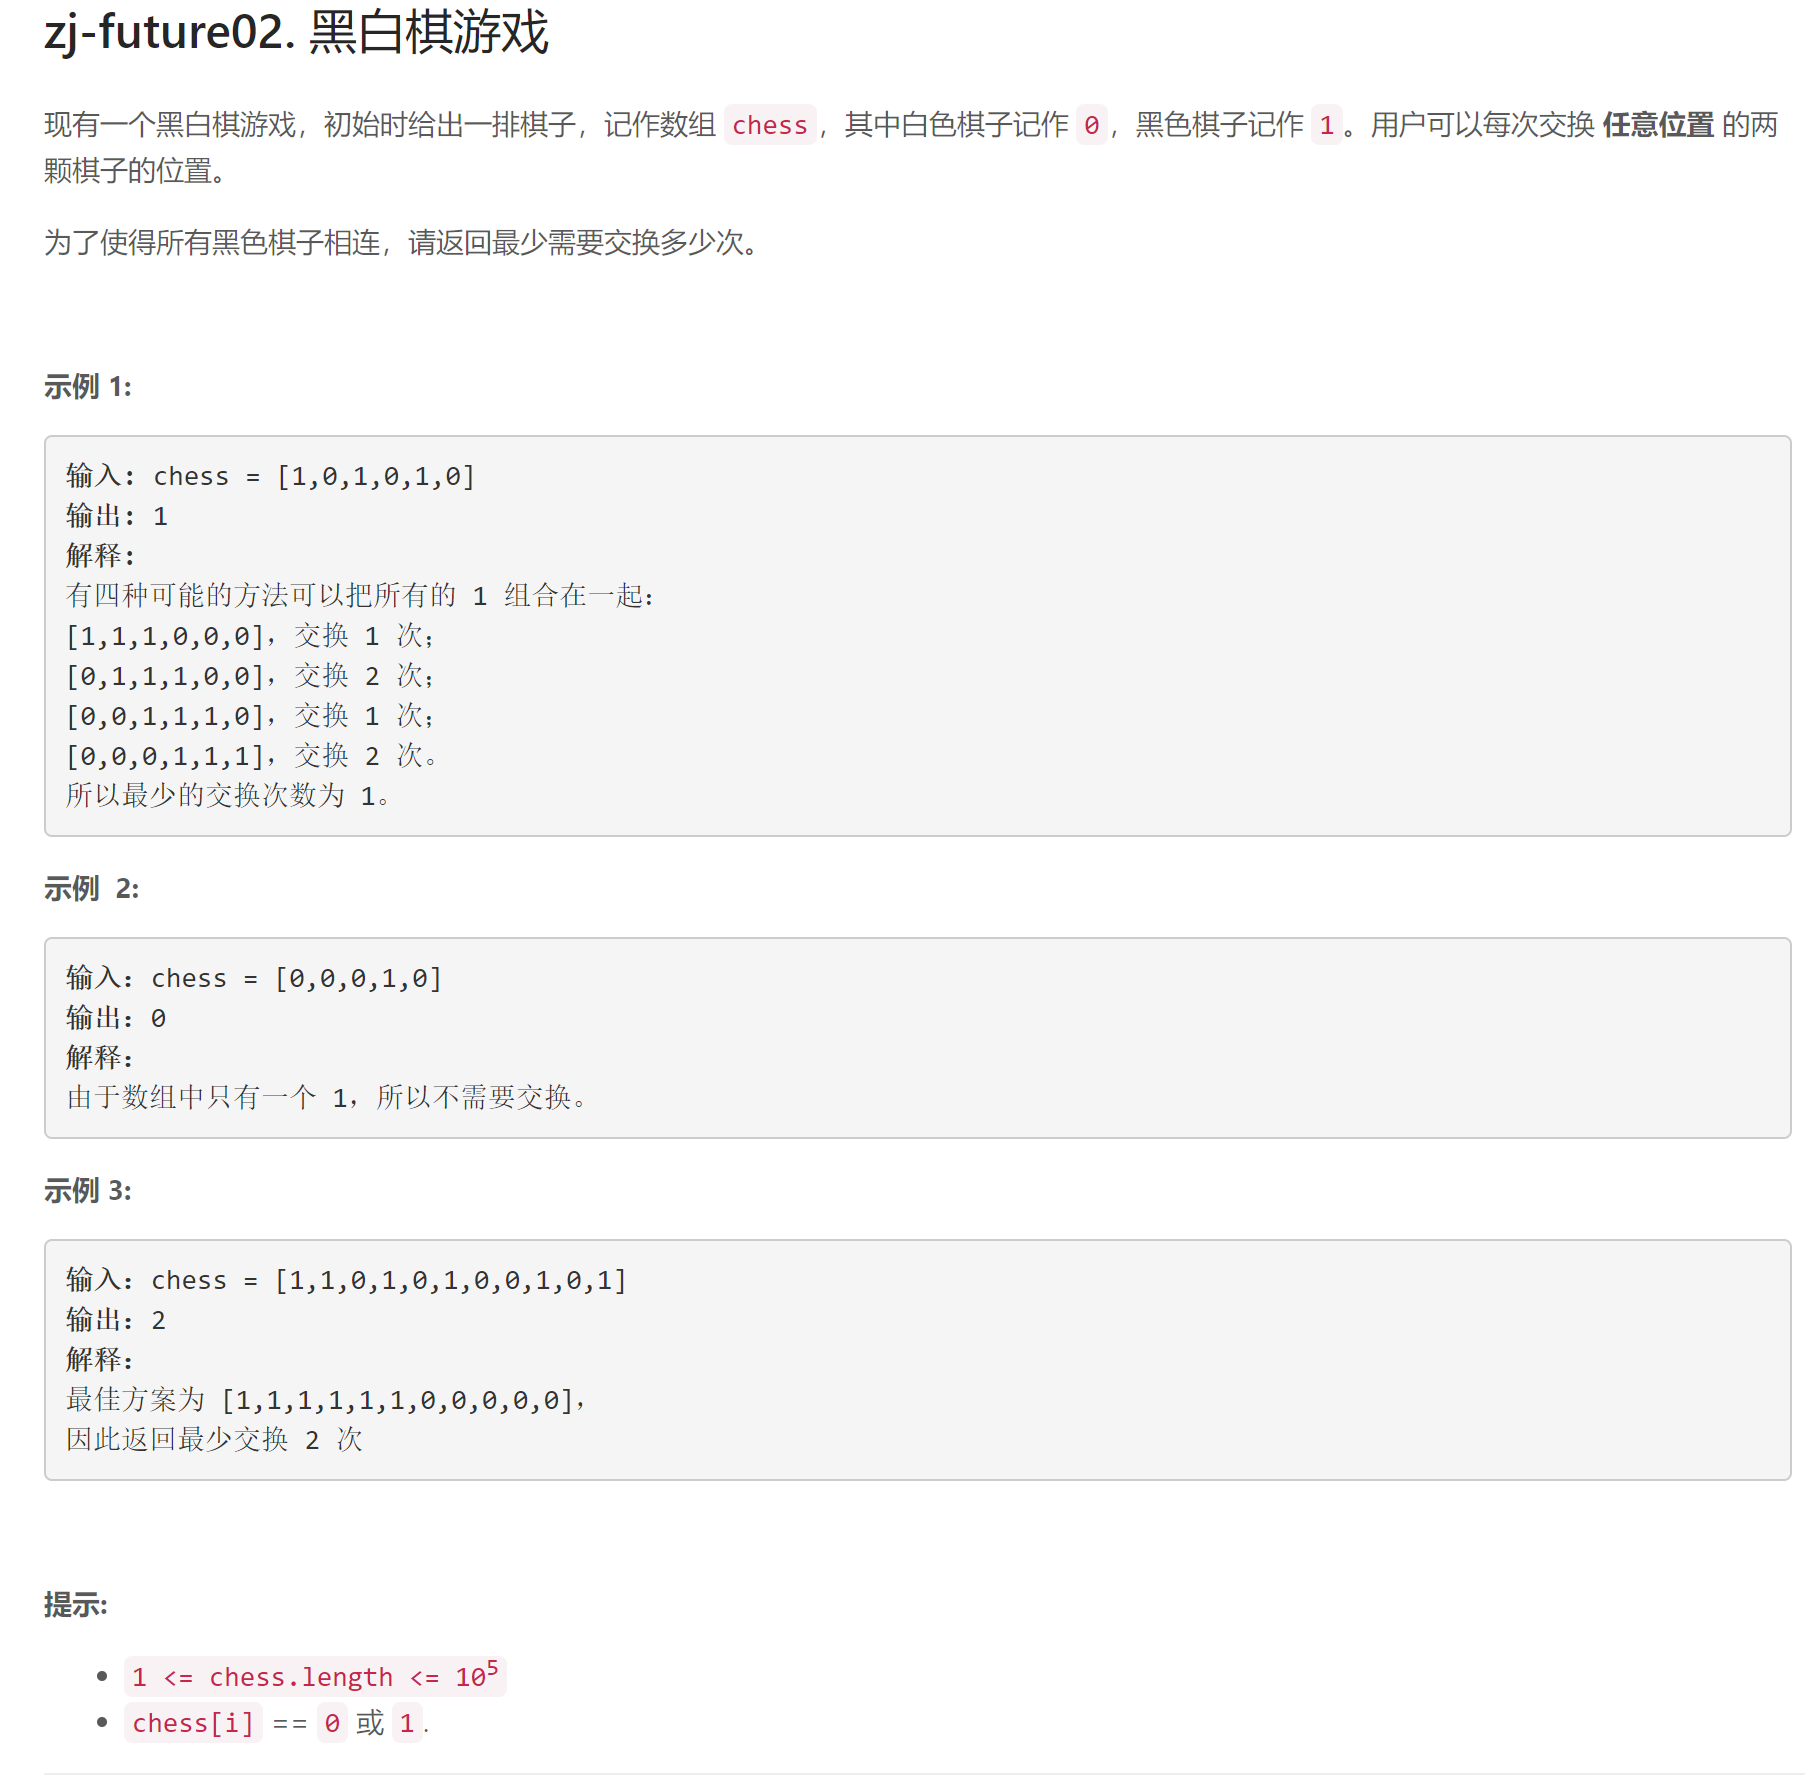 zj-future02. 黑白棋游戏
现有一个黑白棋游戏，初始时给出一排棋子，记作数组 chess，其中白色棋子记作 0，黑色棋子记作 1。用户可以每次交换 任意位置 的两
颗棋子的位置。
为了使得所有黑色棋子相连，请返回最少需要交换多少次。
示例 1:
输入：chess = [1,0,1,0,1,0]
输出：1
解释：
有四种可能的方法可以把所有的 1 组合在一起：
[1,1,1,0,0,0]，交换 1 次；
[0,1,1,1,0,0]，交换 2 次；
[0,0,1,1,1,0]，交换 1 次；
[0,0,0,1,1,1]，交换 2 次。
所以最少的交换次数为 1。
示例 2:
输入：chess = [0,0,0,1,0]
输出：0
解释：
由于数组中只有一个 1，所以不需要交换。
示例 3:
输入：chess = [1,1,0,1,0,1,0,0,1,0,1]
输出：2
解释：
最佳方案为 [1,1,1,1,1,1,0,0,0,0,0]，
因此返回最少交换 2 次
提示:
• 1 <= chess.length <= 10⁵
• chess[i] == 0 或 1.